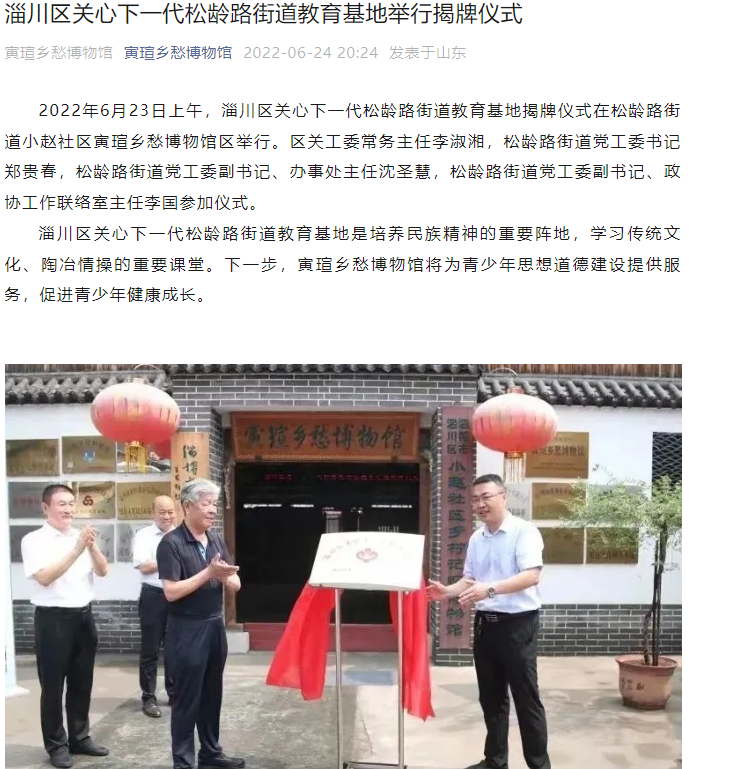 淄川区关心下一代松龄路街道教育基地举行揭牌仪式
寅瑄乡愁博物馆 寅瑄乡愁博物馆 2022-06-24 20:24 发表于山东
2022年6月23日上午，淄川区关心下一代松龄路街道教育基地揭牌仪式在松龄路街
道小赵社区寅瑄乡愁博物馆区举行。区关工委常务主任李淑湘，松龄路街道党工委书记
郑贵春，松龄路街道党工委副书记、办事处主任沈圣慧，松龄路街道党工委副书记、政
协工作联络室主任李国参加仪式。
淄川区关心下一代松龄路街道教育基地是培养民族精神的重要阵地，学习传统文
化、陶冶情操的重要课堂。下一步，寅瑄乡愁博物馆将为青少年思想道德建设提供服
务，促进青少年健康成长。
寅瑄乡愁博物馆
淄博
淄博市
淄川区
小赵社区乡村记忆博物馆
乡愁博物馆